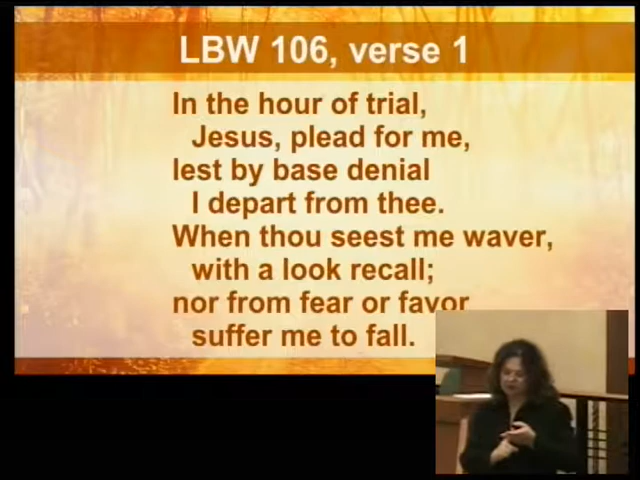 LBW 106, verse 1
In the hour of trial,
Jesus, plead for me,
lest by base denial
I depart from thee.
When thou seest me waver,
with a look recall;
nor from fear or favor
suffer me to fall.